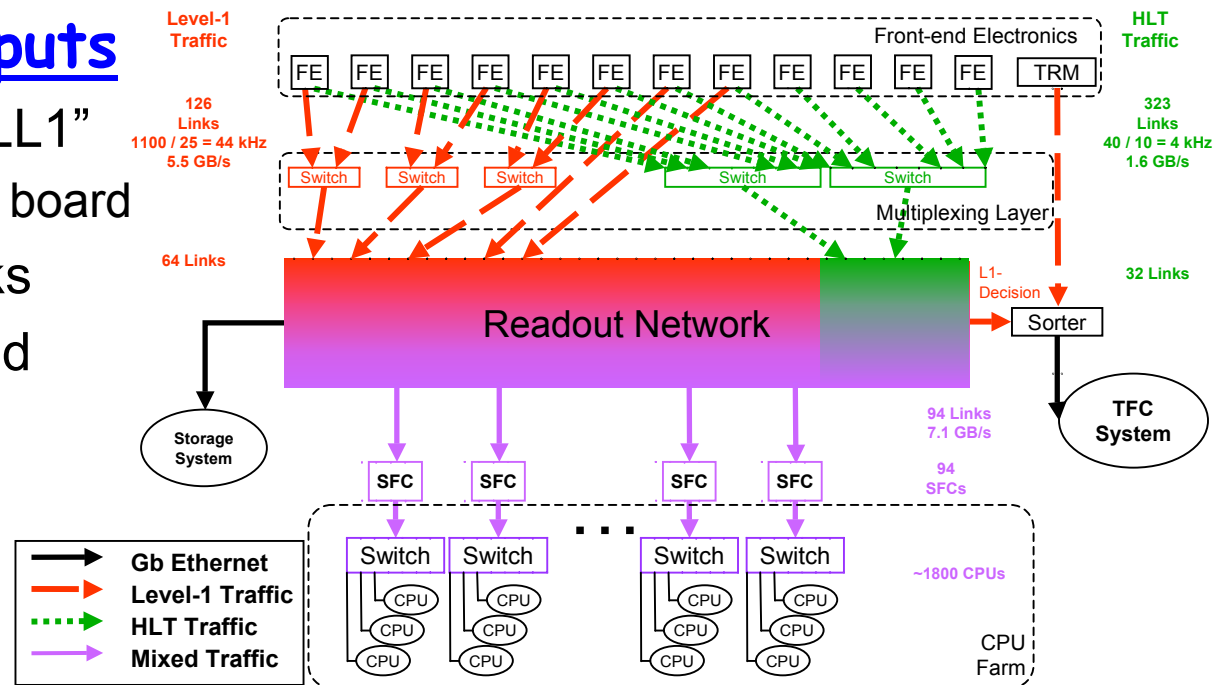 puts
LL1”
board
ks
d
Level-1
Traffic
126
Links
1100 / 25 = 44 kHz
5.5 GB/s
64 Links
Front-end Electronics
FE FE FE FE FE FE FE FE FE FE FE FE TRM
HLT
Traffic
323
Links
40 / 10 = 4 kHz
1.6 GB/s
32 Links
Switch Switch Switch Switch Switch
Multiplexing Layer
Readout Network
L1-
Decision
Sorter
TFC
System
Storage
System
94 Links
7.1 GB/s
SFC SFC SFC SFC
94
SFCs
...
Switch Switch Switch Switch
~1800 CPUs
CPU CPU CPU CPU
CPU CPU CPU CPU
CPU CPU CPU CPU
CPU
Farm
Gb Ethernet
Level-1 Traffic
HLT Traffic
Mixed Traffic